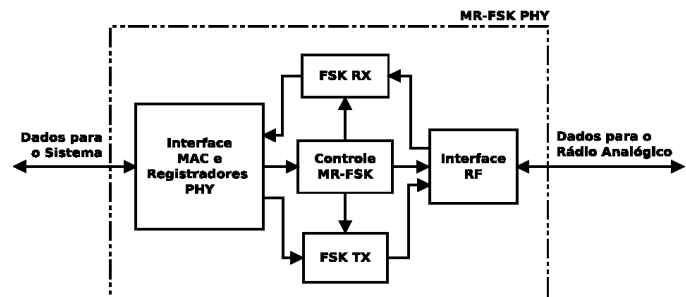 MR-FSK PHY
FSK RX
Dados para
o Sistema
Interface
MAC e
Registradores
PHY
Controle
MR-FSK
Interface
RF
Dados para o
Rádio Analógico
FSK TX